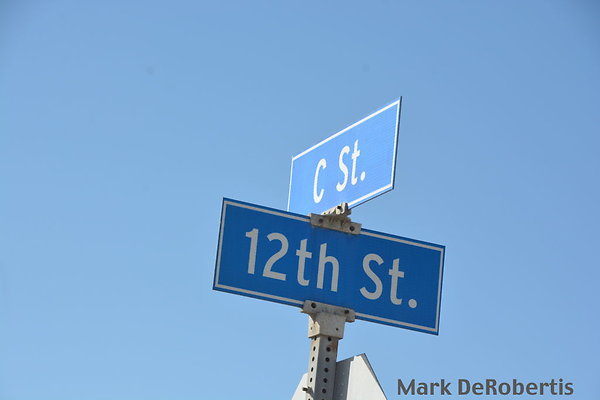 C St.
12th St.
Mark DeRobertis